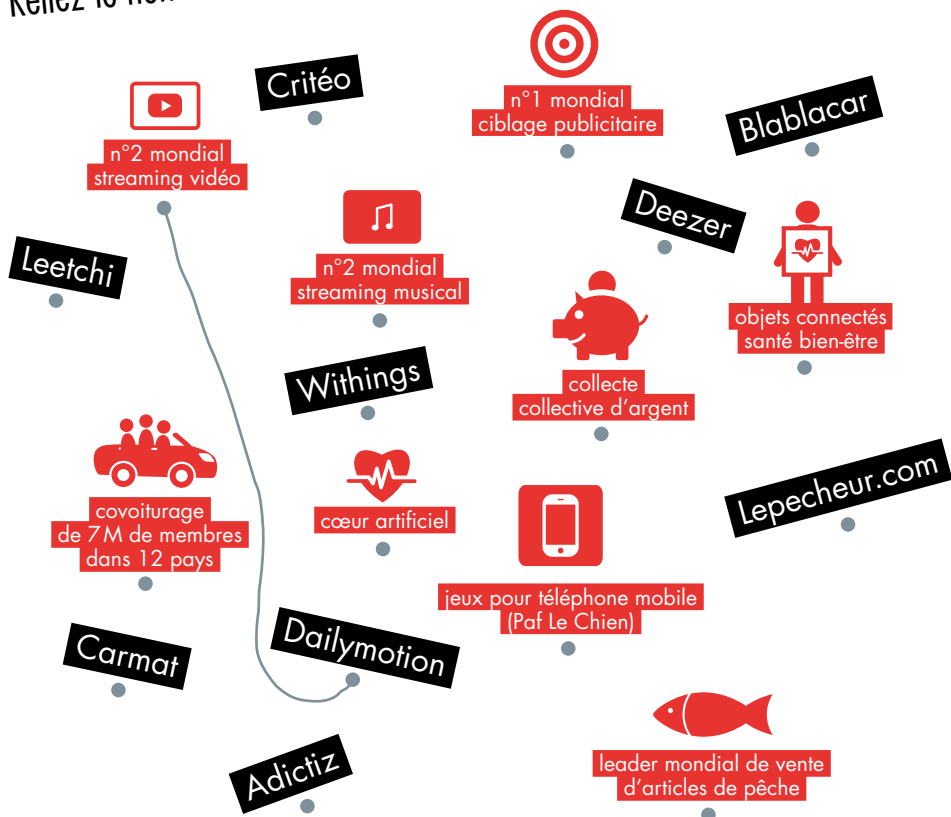 Reliez le nom
Critéo
n°1 mondial
ciblage publicitaire
Blablacar
n°2 mondial
streaming vidéo
Deezer
Leetchi
n°2 mondial
streaming musical
objets connectés
santé bien-être
Withings
collecte
collective d'argent
covoiturage
de 7M de membres
dans 12 pays
cœur artificiel
Lepecheur.com
jeux pour téléphone mobile
(Paf Le Chien)
Carmat
Dailymotion
Adictiz
leader mondial de vente
d'articles de pêche